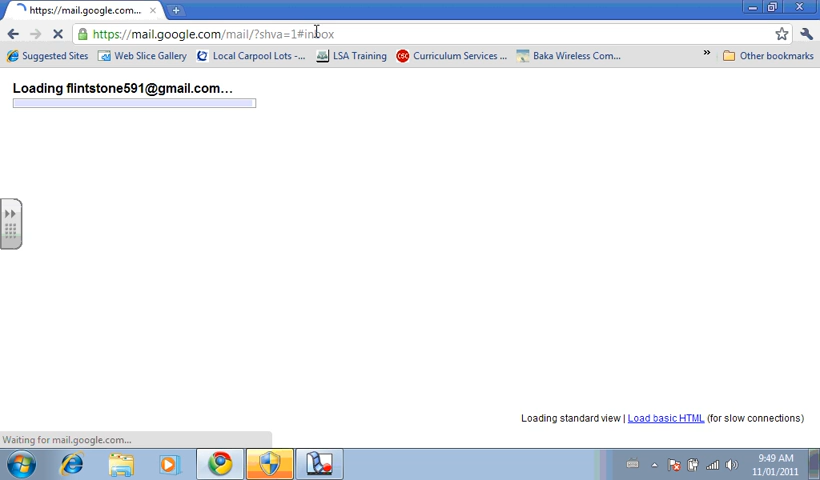 https://mail.google.com...
https://mail.google.com/mail/?shva=1#inbox
Suggested Sites Web Slice Gallery Local Carpool Lots -... LSA Training CSC Curriculum Services ... Baka Wireless Com... » Other bookmarks
Loading flintstone591@gmail.com...
Loading standard view | Load basic HTML (for slow connections)
Waiting for mail.google.com...
9:49 AM
11/01/2011